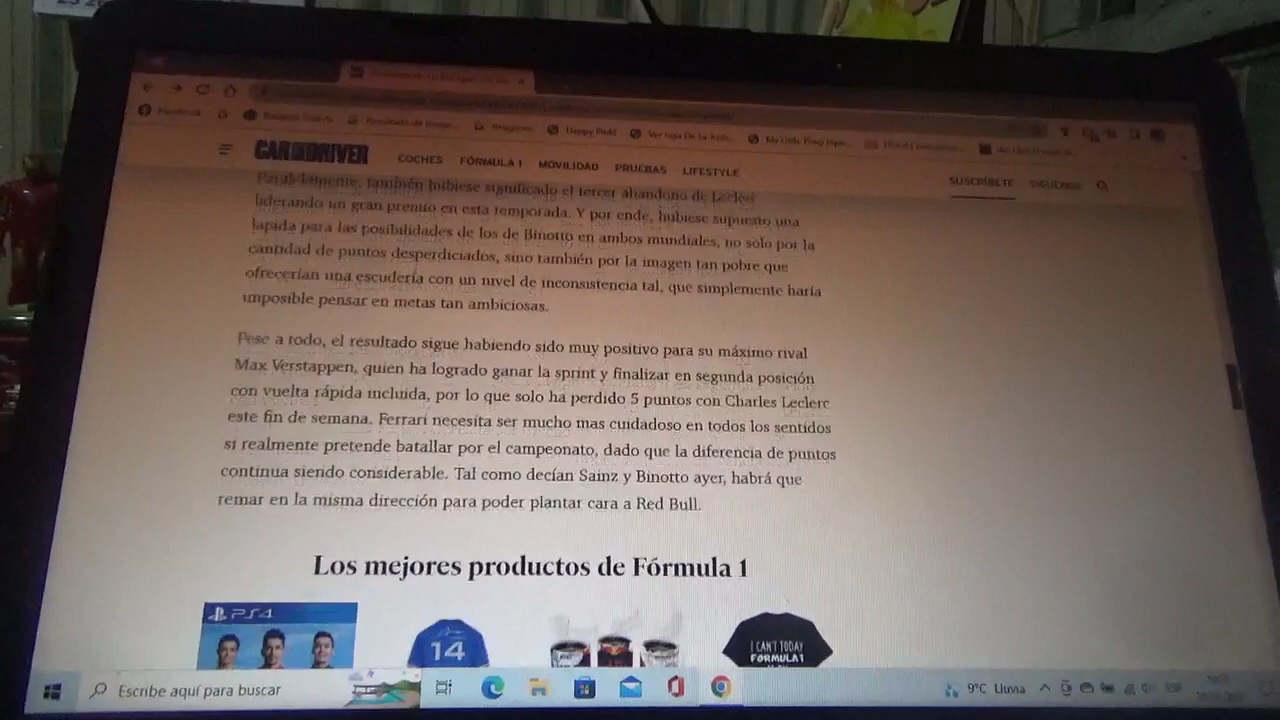 Facebook
Happy Park!
CAR AND DRIVER
COCHES FÓRMULA 1 MOVILIDAD PRUEBAS LIFESTYLE
SUSCRÍBETE SÍGUENOS
Paralelamente, también hubiese significado el tercer abandono de Leclerc
liderando un gran premio en esta temporada. Y por ende, hubiese supuesto una
lapida para las posibilidades de los de Binotto en ambos mundiales, no solo por la
cantidad de puntos desperdiciados, sino también por la imagen tan pobre que
ofrecerían una escudería con un nivel de inconsistencia tal, que simplemente haría
imposible pensar en metas tan ambiciosas.
Pese a todo, el resultado sigue habiendo sido muy positivo para su máximo rival
Max Verstappen, quien ha logrado ganar la sprint y finalizar en segunda posición
con vuelta rápida incluida, por lo que solo ha perdido 5 puntos con Charles Leclerc
este fin de semana. Ferrari necesita ser mucho mas cuidadoso en todos los sentidos
si realmente pretende batallar por el campeonato, dado que la diferencia de puntos
continua siendo considerable. Tal como decían Sainz y Binotto ayer, habrá que
remar en la misma dirección para poder plantar cara a Red Bull.
Los mejores productos de Fórmula 1
PS4
14
I CAN'T TODAY
FORMULA 1
Escribe aquí para buscar
9°C Lluvia